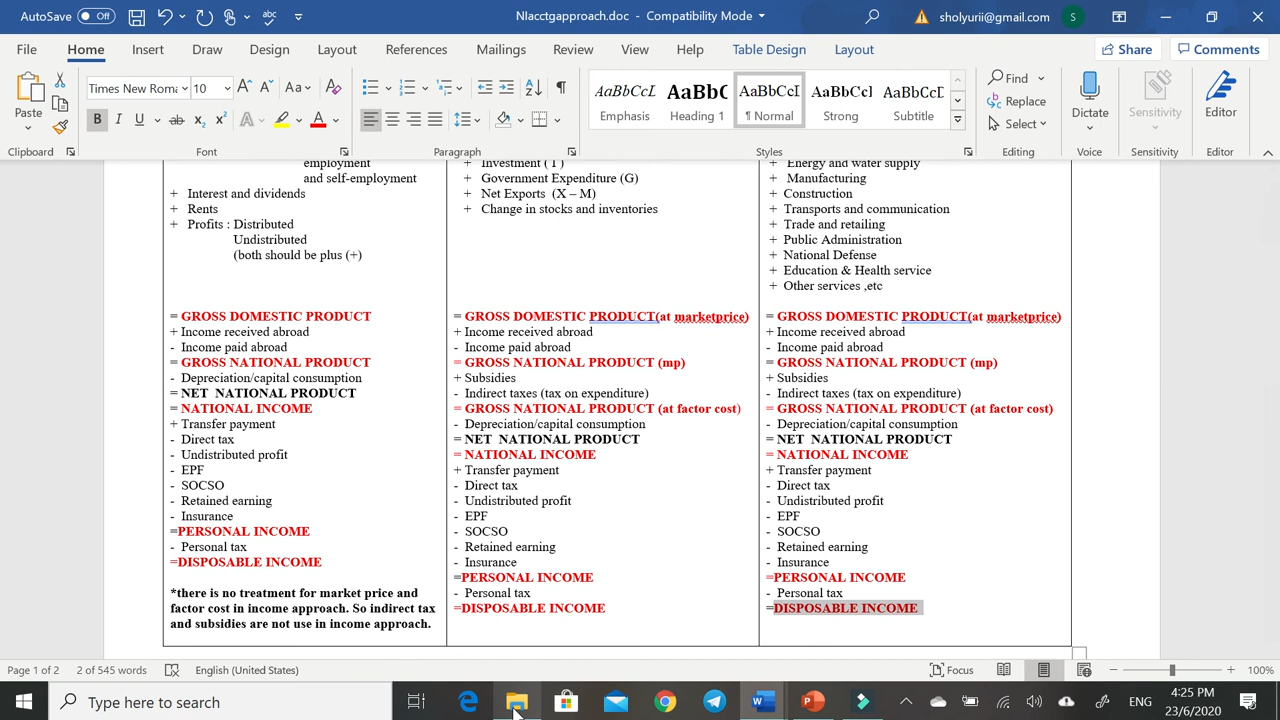 AutoSave Off
NIacctgapproach.doc - Compatibility Mode
sholyurii@gmail.com S
File Home Insert Draw Design Layout References Mailings Review View Help Table Design Layout Share Comments
Times New Roma 10
Paste
Clipboard
Font
Paragraph
AaBbCcL Emphasis
AaBbC Heading 1
AaBbCcI ¶ Normal
AaBbCcl Strong
AaBbCcD Subtitle
Styles
Find
Replace
Select
Editing
Dictate
Voice
Sensitivity
Sensitivity
Editor
Editor
employment
and self-employment
+ Interest and dividends
+ Rents
+ Profits : Distributed
Undistributed
(both should be plus (+)
= GROSS DOMESTIC PRODUCT
+ Income received abroad
- Income paid abroad
= GROSS NATIONAL PRODUCT
- Depreciation/capital consumption
= NET NATIONAL PRODUCT
= NATIONAL INCOME
+ Transfer payment
- Direct tax
- Undistributed profit
- EPF
- SOCSO
- Retained earning
- Insurance
=PERSONAL INCOME
- Personal tax
=DISPOSABLE INCOME
*there is no treatment for market price and
factor cost in income approach. So indirect tax
and subsidies are not use in income approach.
+ Investment ( I )
+ Government Expenditure (G)
+ Net Exports (X – M)
+ Change in stocks and inventories
= GROSS DOMESTIC PRODUCT(at marketprice)
+ Income received abroad
- Income paid abroad
= GROSS NATIONAL PRODUCT (mp)
+ Subsidies
- Indirect taxes (tax on expenditure)
= GROSS NATIONAL PRODUCT (at factor cost)
- Depreciation/capital consumption
= NET NATIONAL PRODUCT
= NATIONAL INCOME
+ Transfer payment
- Direct tax
- Undistributed profit
- EPF
- SOCSO
- Retained earning
- Insurance
=PERSONAL INCOME
- Personal tax
=DISPOSABLE INCOME
+ Energy and water supply
+ Manufacturing
+ Construction
+ Transports and communication
+ Trade and retailing
+ Public Administration
+ National Defense
+ Education & Health service
+ Other services ,etc
= GROSS DOMESTIC PRODUCT(at marketprice)
+ Income received abroad
- Income paid abroad
= GROSS NATIONAL PRODUCT (mp)
+ Subsidies
- Indirect taxes (tax on expenditure)
= GROSS NATIONAL PRODUCT (at factor cost)
- Depreciation/capital consumption
= NET NATIONAL PRODUCT
= NATIONAL INCOME
+ Transfer payment
- Direct tax
- Undistributed profit
- EPF
- SOCSO
- Retained earning
- Insurance
=PERSONAL INCOME
- Personal tax
=DISPOSABLE INCOME
Page 1 of 2 2 of 545 words English (United States) Focus 100%
Type here to search
ENG
4:25 PM
23/6/2020